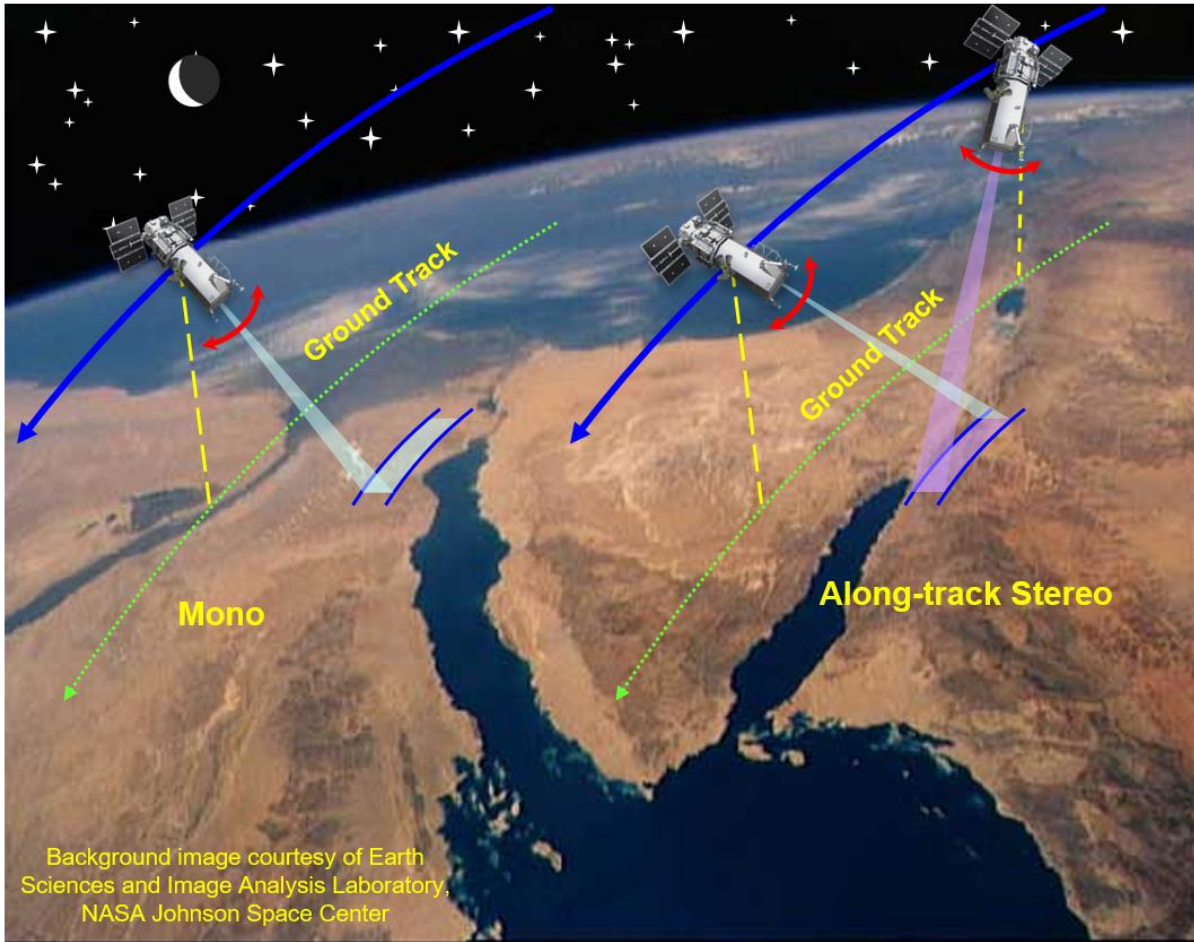 Ground Track
Ground Track
Mono
Along-track Stereo
Background image courtesy of Earth
Sciences and Image Analysis Laboratory,
NASA Johnson Space Center